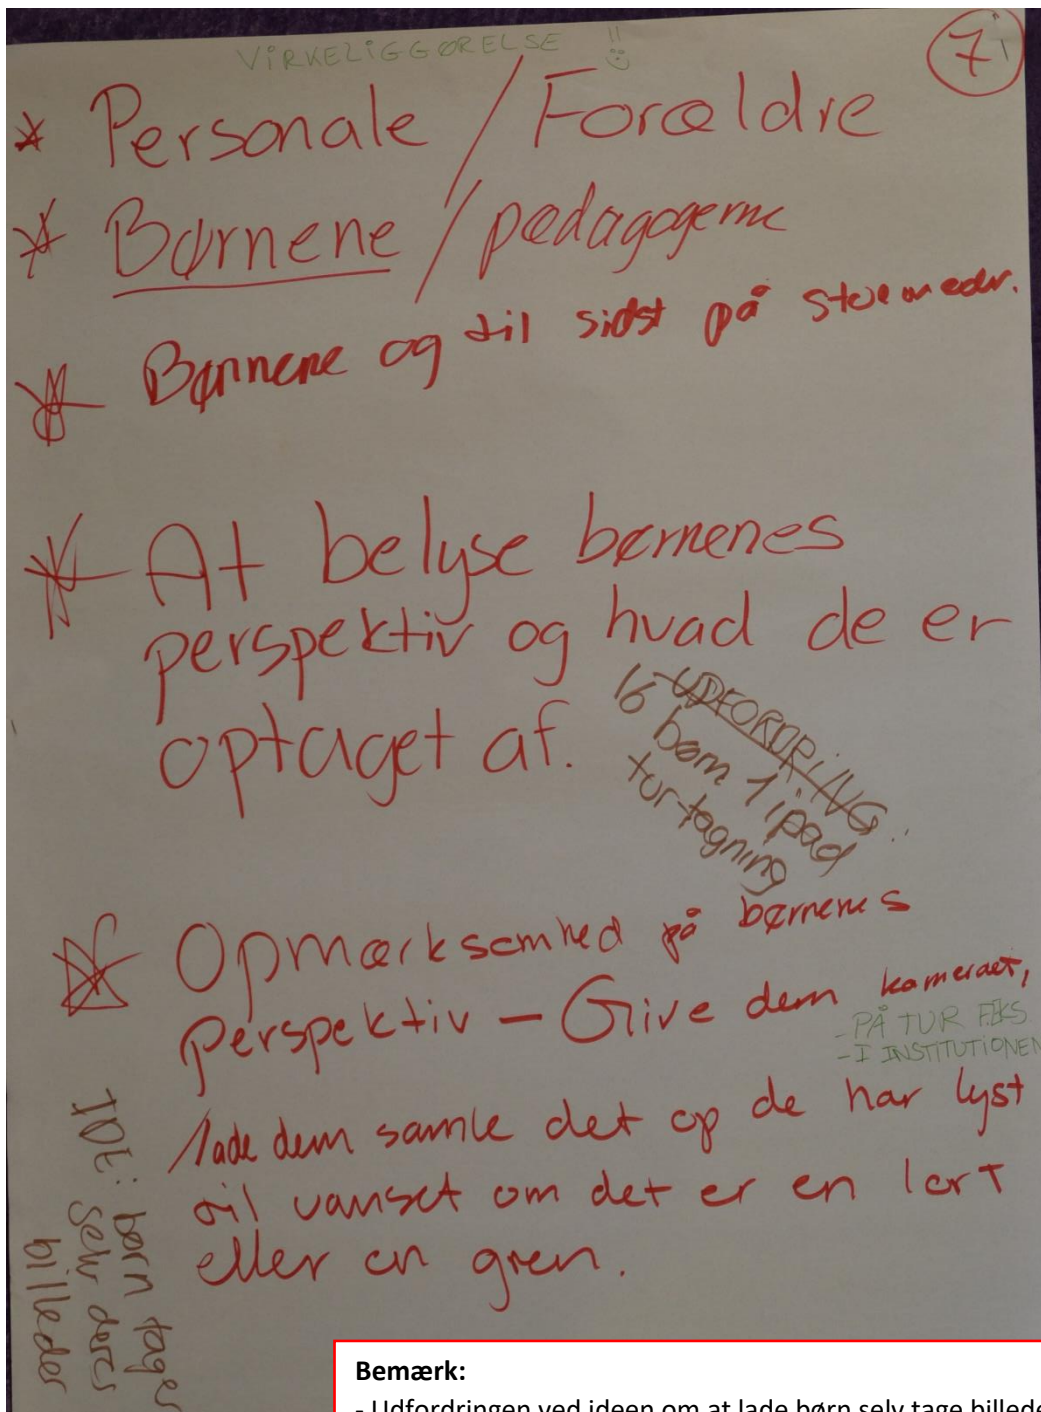 VIRKELIGGØRELSE !!
7
* Personale / Forældre
* Børnene / pædagogerne
* Børnene og til sidst på stuemødr.
* At belyse børnenes
perspektiv og hvad de er
optaget af.
UDFORDRING:
16 børn 1 ipad
tur-tagning
* Opmærksomhed på børnenes
perspektiv – Give dem kameraet,
- PÅ TUR F.EKS
- I INSTITUTIONEN
lade dem samle det op de har lyst
til uanset om det er en lort
eller en gren.
IDE: børn tager
selv deres
billeder
Bemærk:
- Udfordringen ved ideen om at lade børn selv tage billede